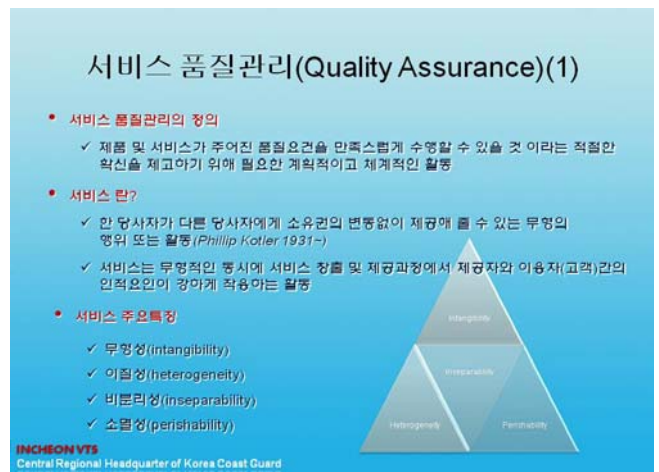 서비스 품질관리(Quality Assurance)(1)
• 서비스 품질관리의 정의
✓ 제품 및 서비스가 주어진 품질요건을 만족스럽게 수행할 수 있을 것 이라는 적절한
확신을 제고하기 위해 필요한 계획적이고 체계적인 활동
• 서비스 란?
✓ 한 당사자가 다른 당사자에게 소유권의 변동없이 제공해 줄 수 있는 무형의
행위 또는 활동(Phillip Kotler 1931~)
✓ 서비스는 무형적인 동시에 서비스 창출 및 제공과정에서 제공자와 이용자(고객)간의
인적요인이 강하게 작용하는 활동
• 서비스 주요특징
✓ 무형성(intangibility)
✓ 이질성(heterogeneity)
✓ 비분리성(inseparability)
✓ 소멸성(perishability)
Intangibility
Inseparability
Heterogeneity
Perishability
INCHEON VTS
Central Regional Headquarter of Korea Coast Guard